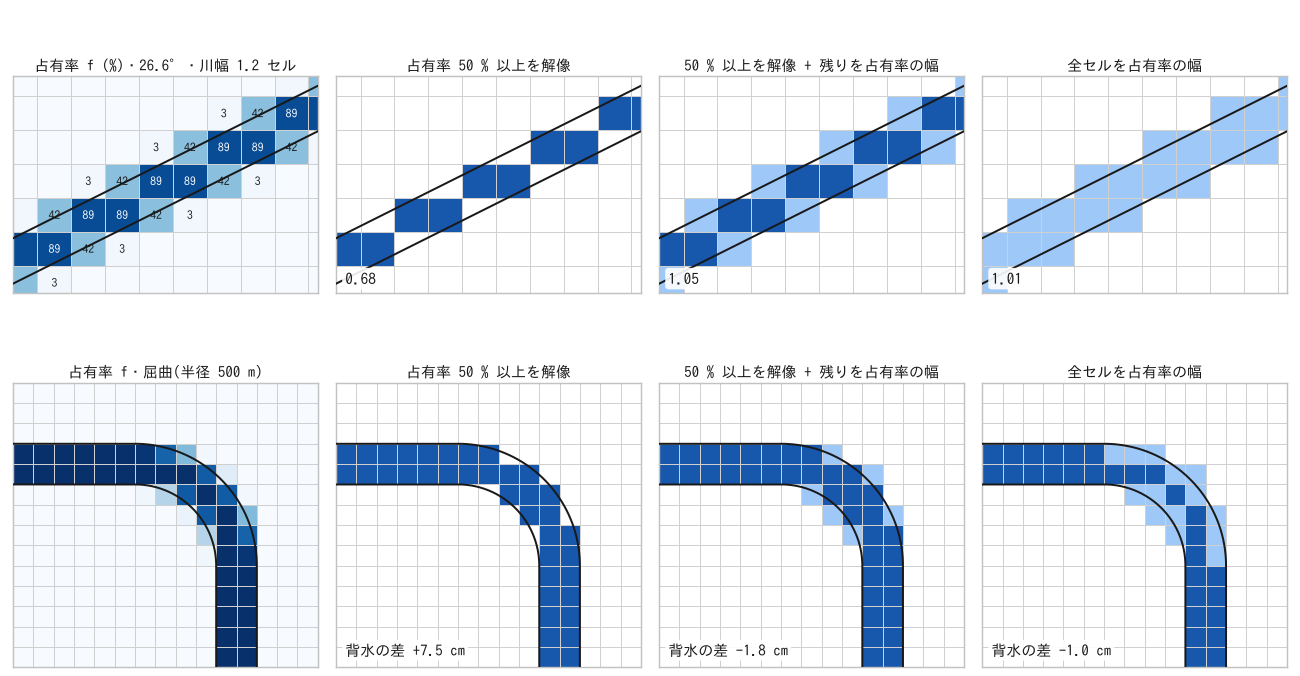 占有率 f (%)・26.6°・川幅 1.2 セル
占有率 50 % 以上を解像
50 % 以上を解像 + 残りを占有率の幅
全セルを占有率の幅
3 42 89
3 42 89 89 42
3 42 89 89 42 3
42 89 89 42 3
89 42 3
3
0.68
1.05
1.01
占有率 f・屈曲(半径 500 m)
占有率 50 % 以上を解像
50 % 以上を解像 + 残りを占有率の幅
全セルを占有率の幅
背水の差 +7.5 cm
背水の差 -1.8 cm
背水の差 -1.0 cm